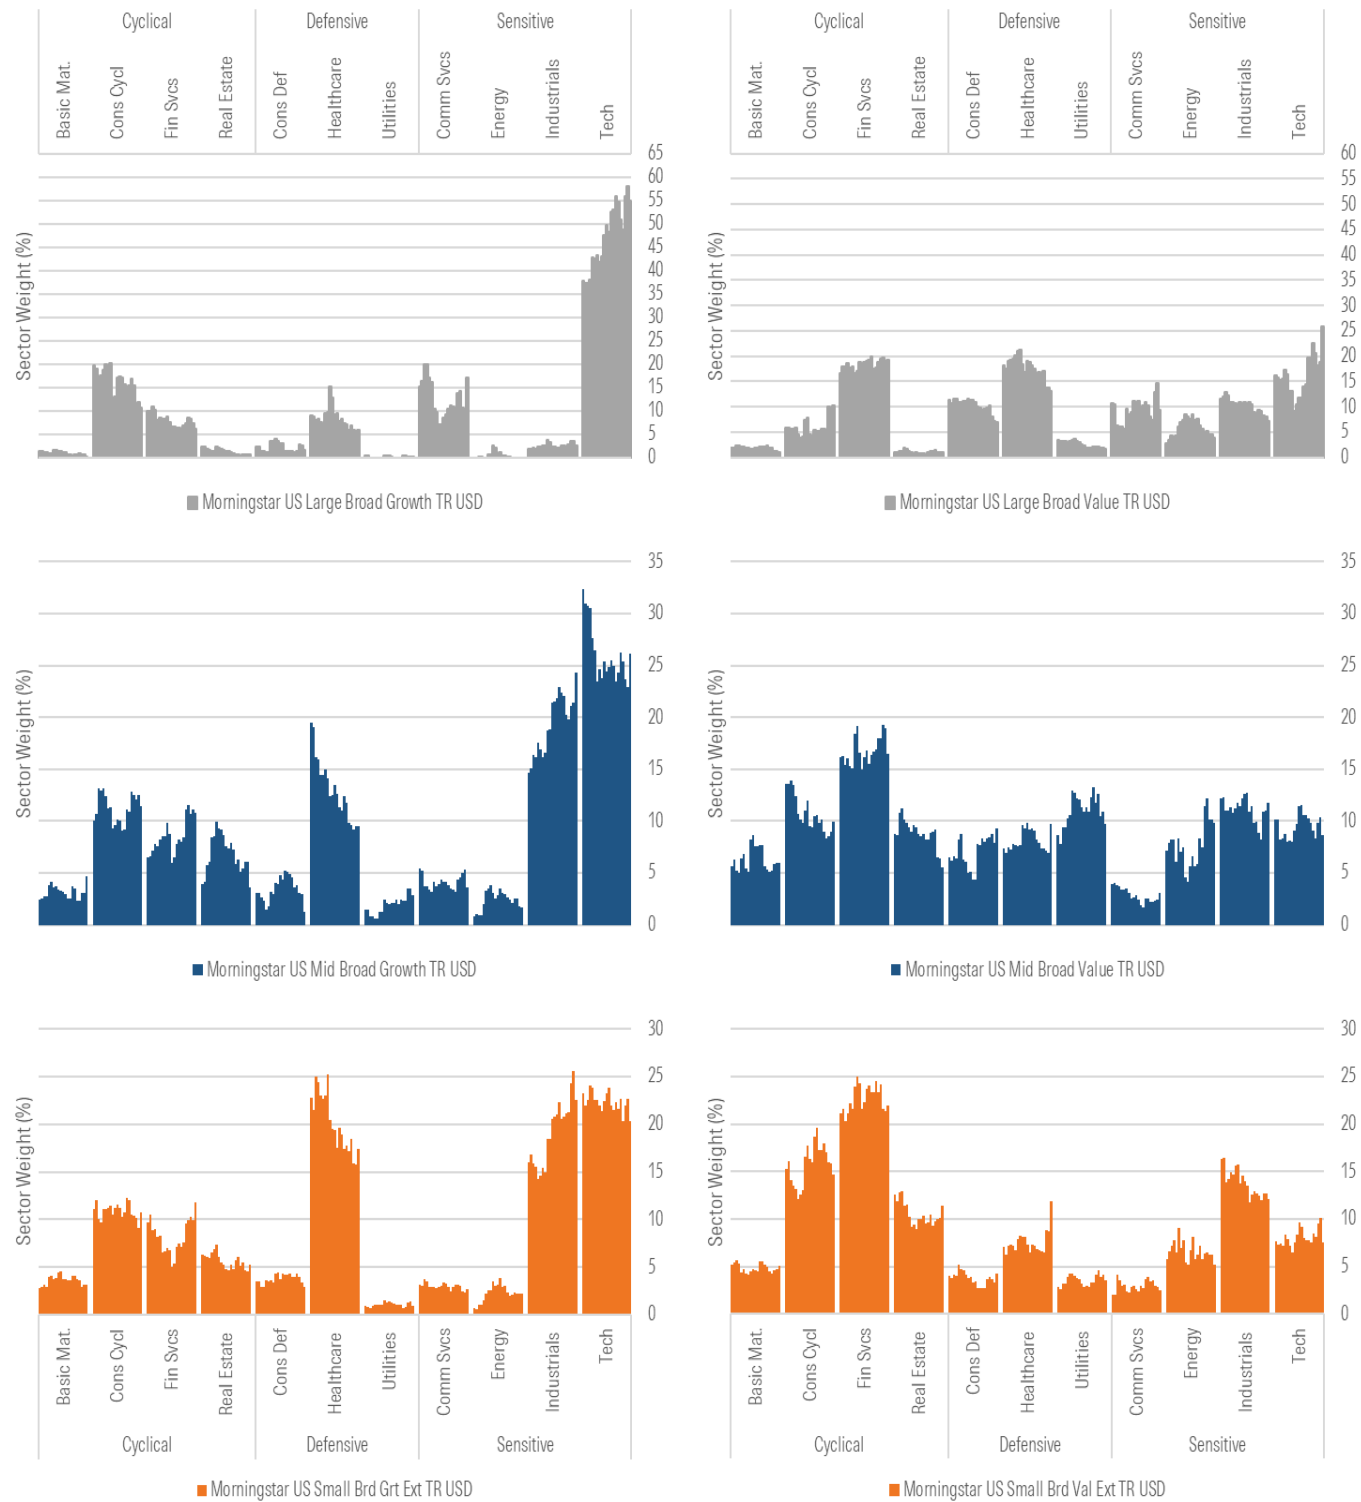 Cyclical Defensive Sensitive
Basic Mat. Cons Cycl Fin Svcs Real Estate Cons Def Healthcare Utilities Comm Svcs Energy Industrials Tech
Sector Weight (%)
65
60
55
50
45
40
35
30
25
20
15
10
5
0
Morningstar US Large Broad Growth TR USD
Cyclical Defensive Sensitive
Basic Mat. Cons Cycl Fin Svcs Real Estate Cons Def Healthcare Utilities Comm Svcs Energy Industrials Tech
Sector Weight (%)
60
55
50
45
40
35
30
25
20
15
10
5
0
Morningstar US Large Broad Value TR USD
Sector Weight (%)
35
30
25
20
15
10
5
0
Morningstar US Mid Broad Growth TR USD
Sector Weight (%)
35
30
25
20
15
10
5
0
Morningstar US Mid Broad Value TR USD
Sector Weight (%)
30
25
20
15
10
5
0
Basic Mat. Cons Cycl Fin Svcs Real Estate Cons Def Healthcare Utilities Comm Svcs Energy Industrials Tech
Cyclical Defensive Sensitive
Morningstar US Small Brd Grt Ext TR USD
Sector Weight (%)
30
25
20
15
10
5
0
Basic Mat. Cons Cycl Fin Svcs Real Estate Cons Def Healthcare Utilities Comm Svcs Energy Industrials Tech
Cyclical Defensive Sensitive
Morningstar US Small Brd Val Ext TR USD